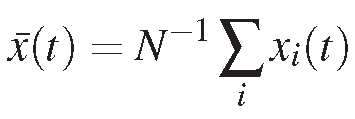 x̄(t) = N⁻¹ ∑ᵢ xᵢ(t)